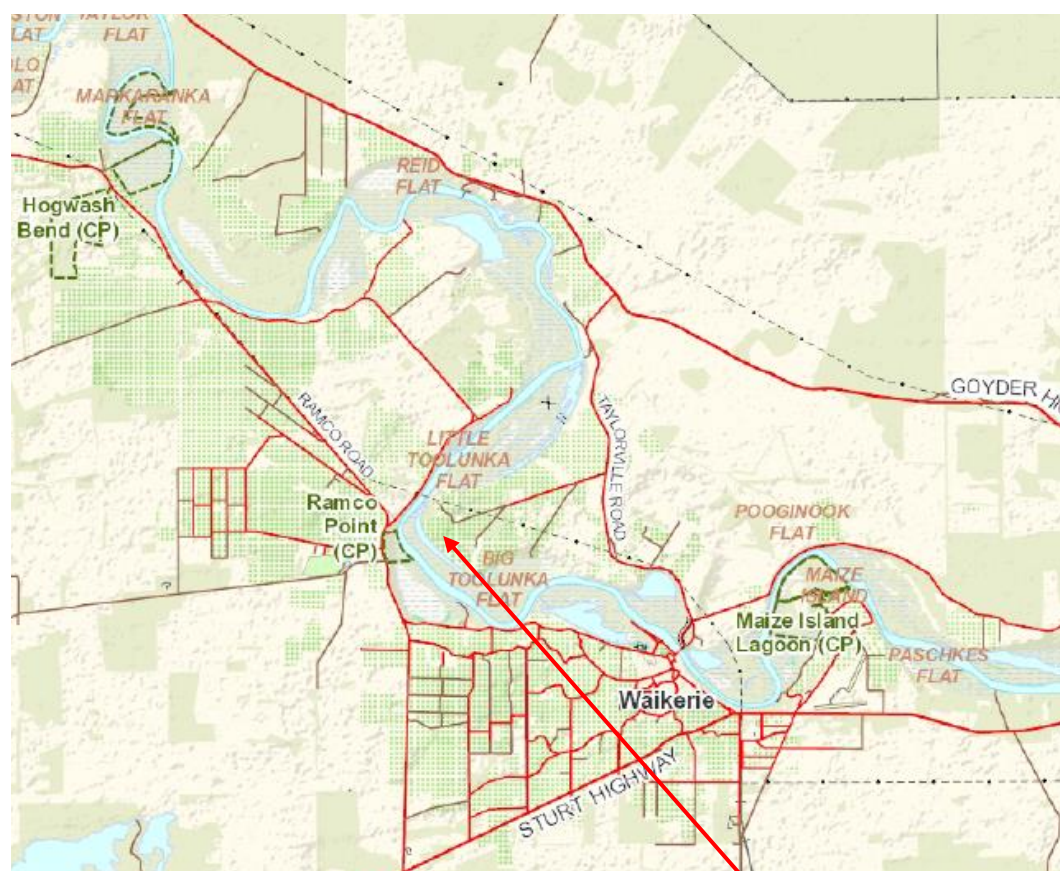 TAYLOR
FLAT
MARKARANKA
FLAT
Hogwash
Bend (CP)
REID
FLAT
GOYDER
RAMCO ROAD
TAYLORVILLE ROAD
LITTLE
TOOLUNKA
FLAT
Ramco
Point
(CP)
POOGINOOK
FLAT
BIG
TOOLUNKA
FLAT
MAIZE
ISLAND
Maize Island
Lagoon (CP)
PASCHKES
FLAT
Waikerie
STURT HIGHWAY